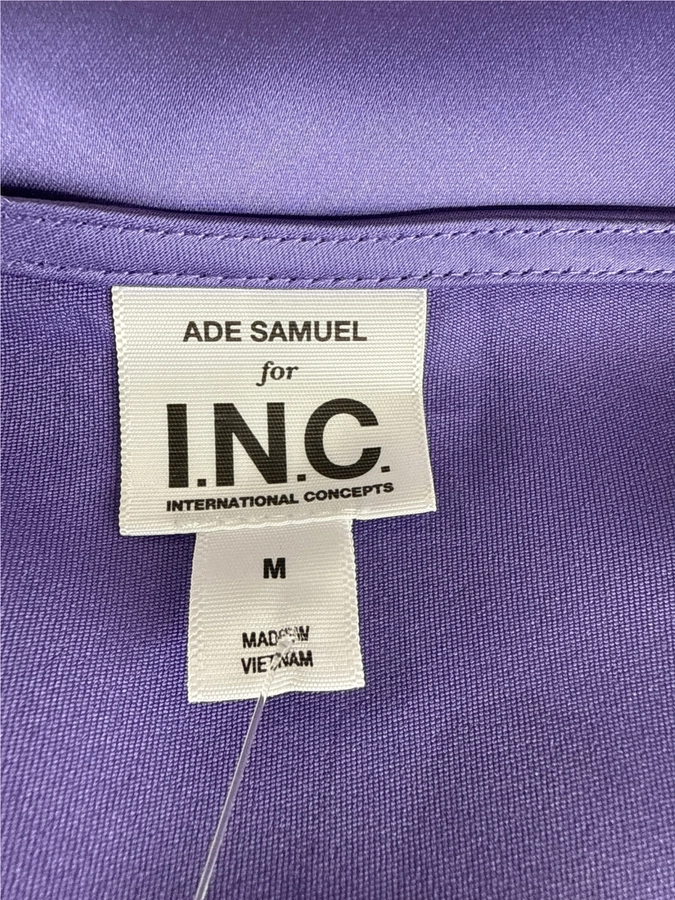 ADE SAMUEL
for
I.N.C.
INTERNATIONAL CONCEPTS
M
MADE IN
VIETNAM